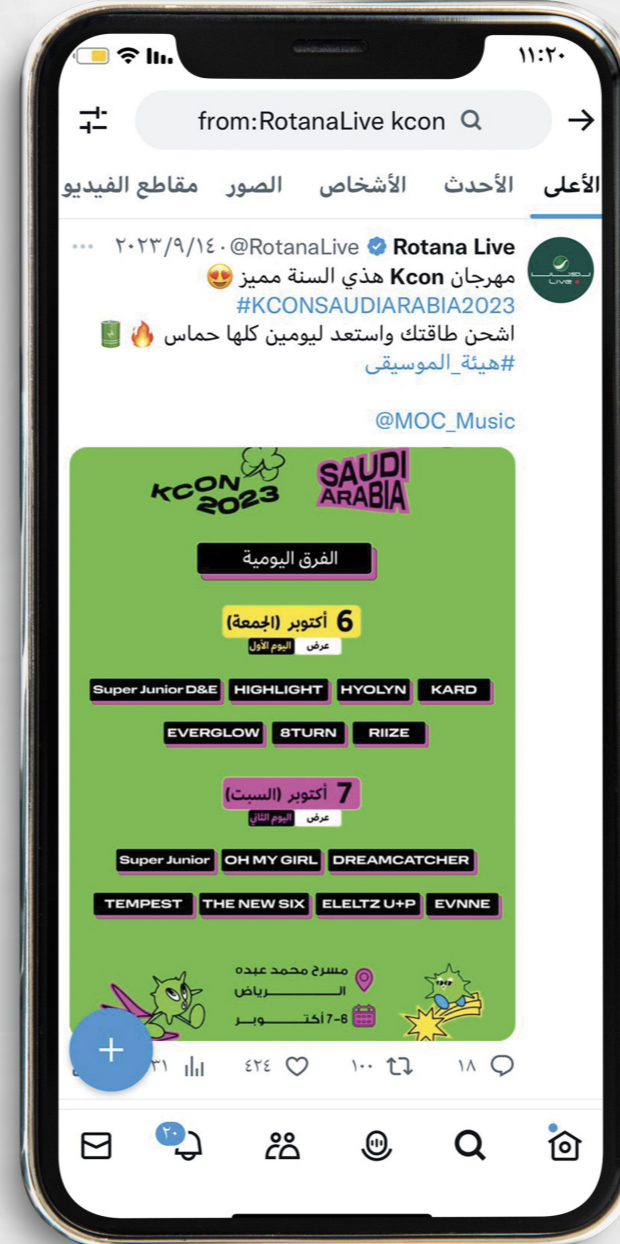 ١١:٢٠
from:RotanaLive kcon
الأعلى الأحدث الأشخاص الصور مقاطع الفيديو
Rotana Live @RotanaLive · ٢٠٢٣/٩/١٤
مهرجان Kcon هذي السنة مميز 😍
#KCONSAUDIARABIA2023
اشحن طاقتك واستعد ليومين كلها حماس 🔥🔋
#هيئة_الموسيقى
@MOC_Music
KCON 2023
SAUDI ARABIA
الفرق اليومية
6 أكتوبر (الجمعة)
عرض اليوم الأول
Super Junior D&E HIGHLIGHT HYOLYN KARD
EVERGLOW 8TURN RIIZE
7 أكتوبر (السبت)
عرض اليوم الثاني
Super Junior OH MY GIRL DREAMCATCHER
TEMPEST THE NEW SIX ELELTZ U+P EVNNE
مسرح محمد عبده
الـــرياض
6-7 أكتـــوبـر
١٨ ١٠٠ ٤٢٤
٢٠